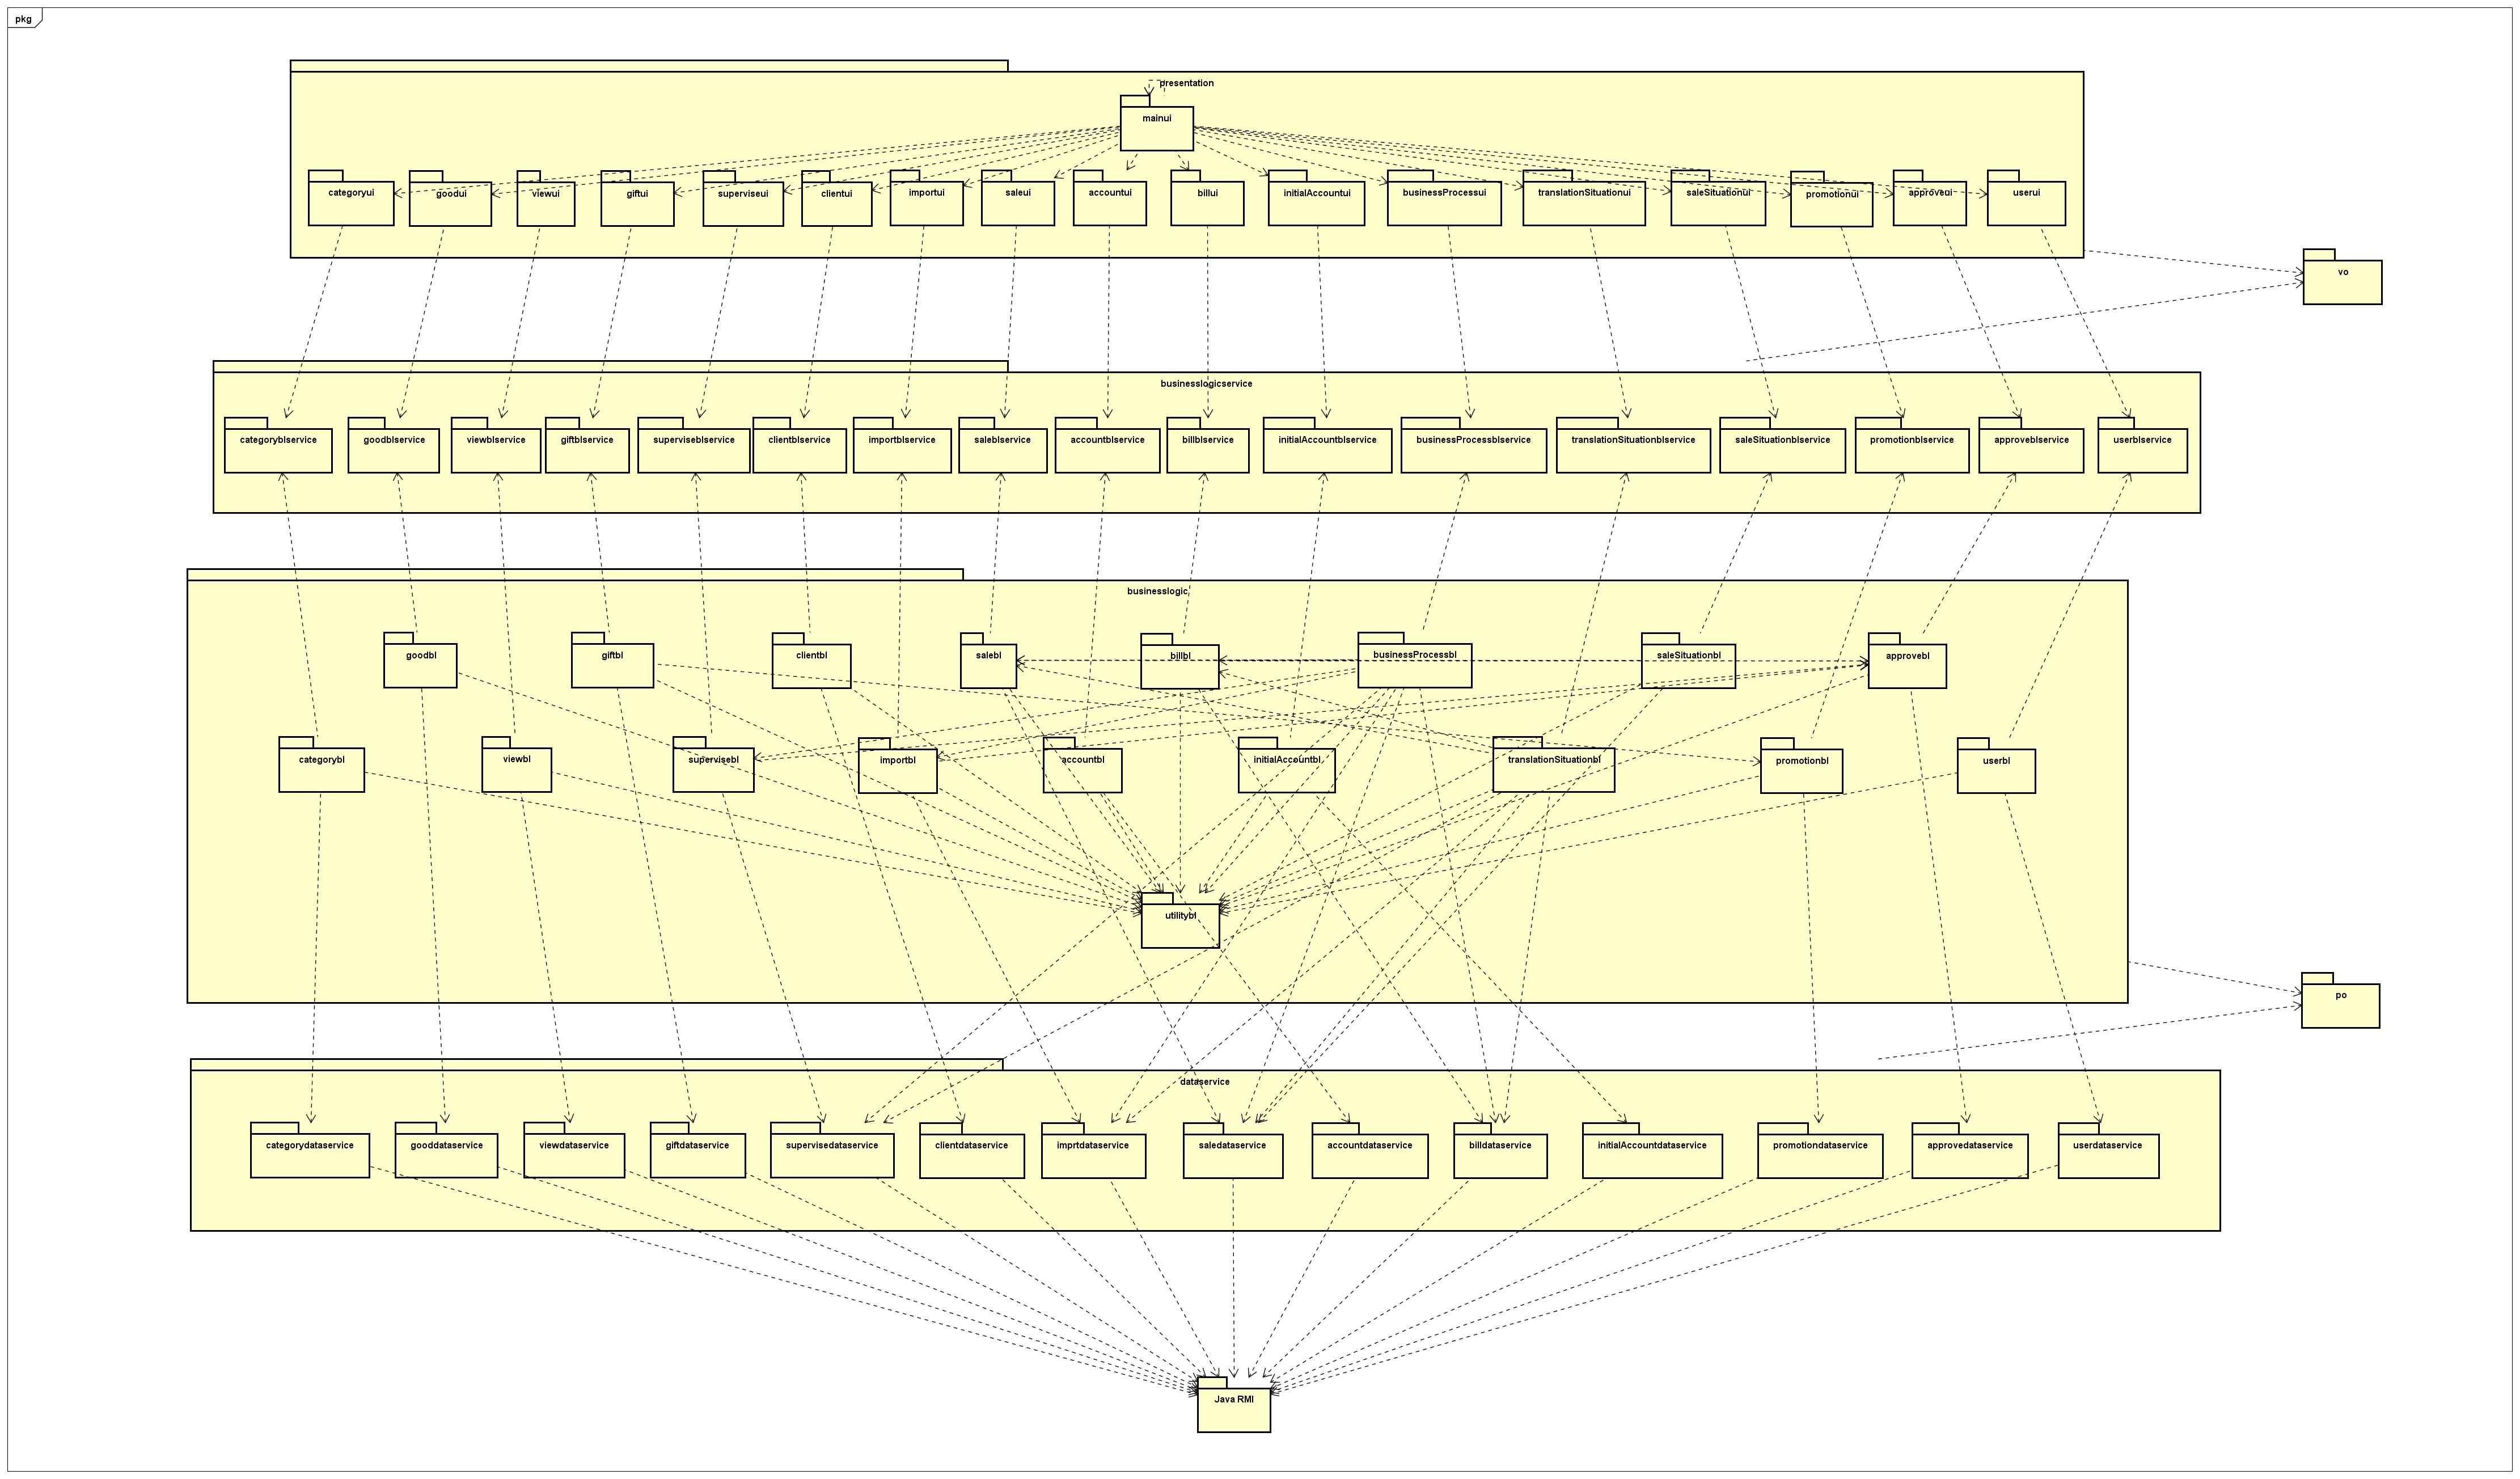 pkg
presentation
mainui
categoryui
goodui
viewui
giftui
superviseui
clientui
importui
saleui
accountui
billui
initialAccountui
businessProcessui
translationSituationui
saleSituationui
promotionui
approveui
userui
vo
businesslogicservice
categoryblservice
goodblservice
viewblservice
giftblservice
superviseblservice
clientblservice
importblservice
saleblservice
accountblservice
billblservice
initialAccountblservice
businessProcessblservice
translationSituationblservice
saleSituationblservice
promotionblservice
approveblservice
userblservice
businesslogic
goodbl
giftbl
clientbl
salebl
billbl
businessProcessbl
saleSituationbl
approvebl
categorybl
viewbl
supervisebl
importbl
accountbl
initialAccountbl
translationSituationbl
promotionbl
userbl
utilitybl
po
dataservice
categorydataservice
gooddataservice
viewdataservice
giftdataservice
supervisedataservice
clientdataservice
imprtdataservice
saledataservice
accountdataservice
billdataservice
initialAccountdataservice
promotiondataservice
approvedataservice
userdataservice
Java RMI